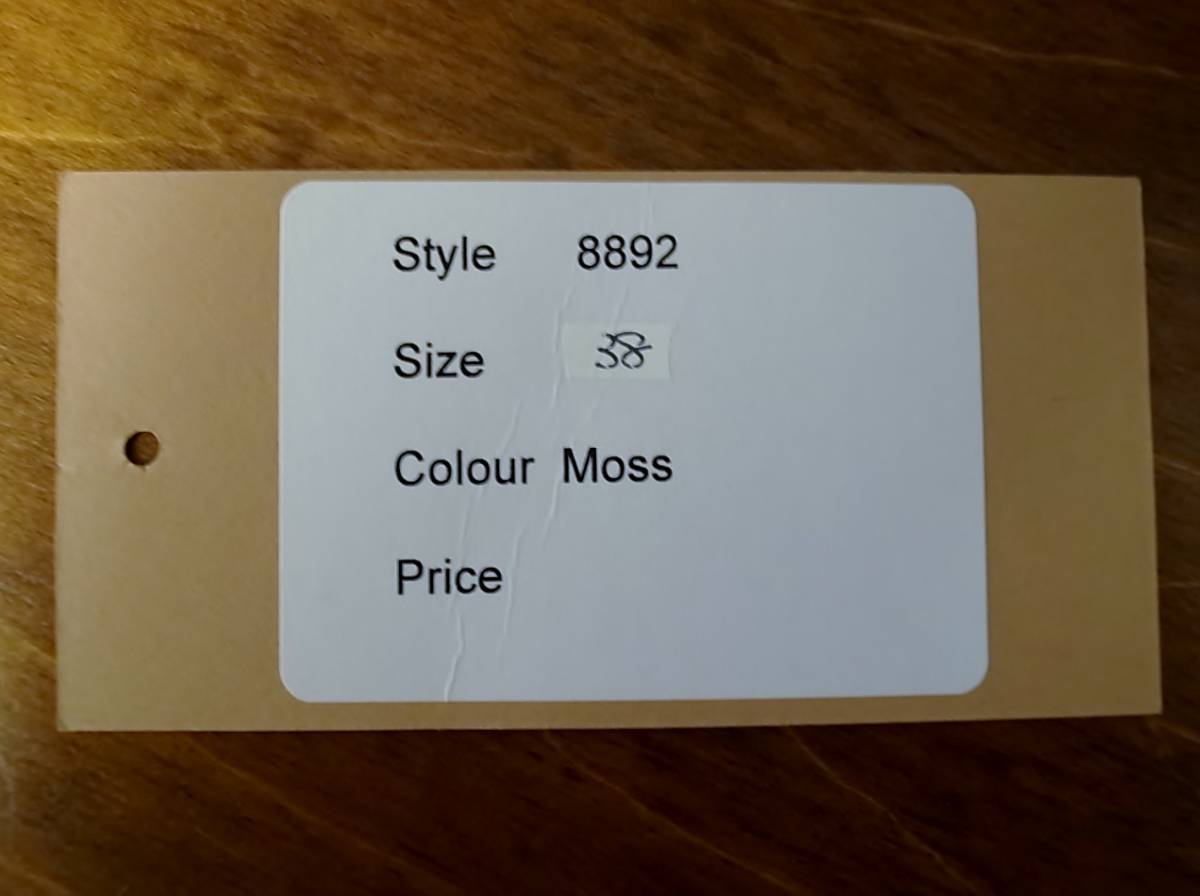 Style 8892
Size 38
Colour Moss
Price